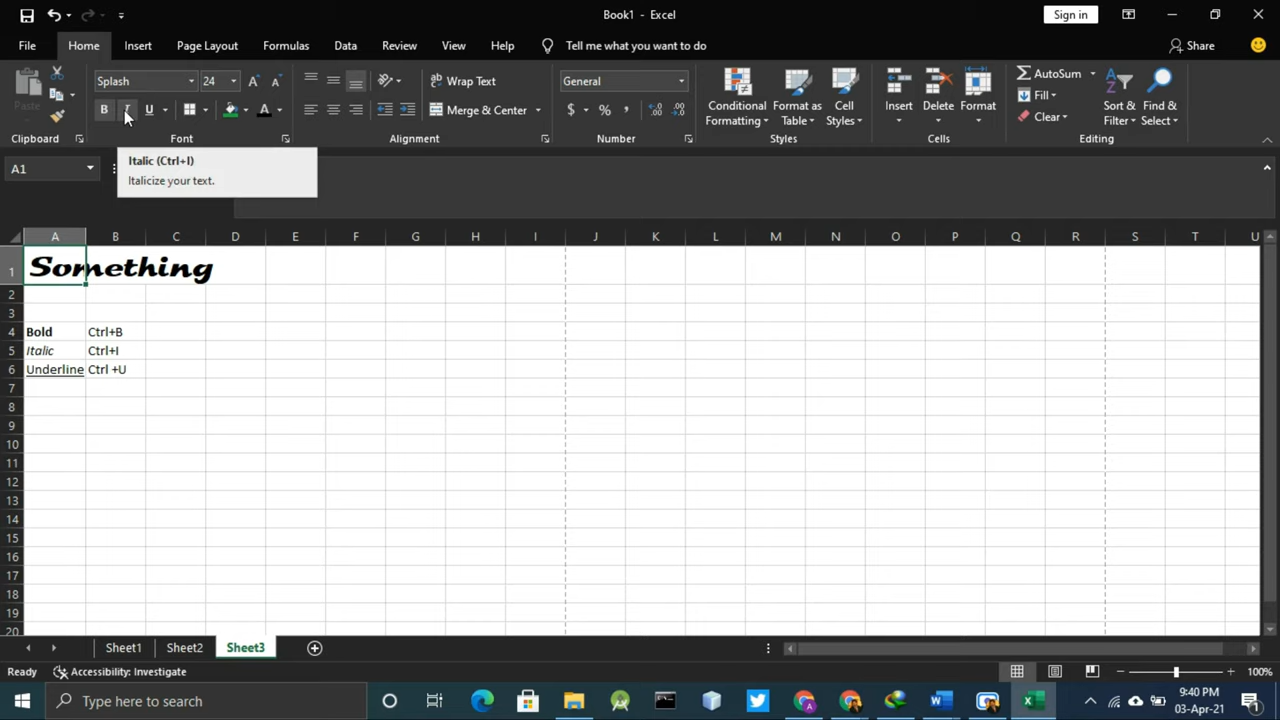 Book1 - Excel
Sign in
File Home Insert Page Layout Formulas Data Review View Help Tell me what you want to do Share
Paste
Splash 24
B I U A
Wrap Text
Merge & Center
General
$ % ,
Conditional Formatting
Format as Table
Cell Styles
Insert Delete Format
AutoSum
Fill
Clear
Sort & Filter
Find & Select
Clipboard Font Alignment Number Styles Cells Editing
A1
Italic (Ctrl+I)
Italicize your text.
A B C D E F G H I J K L M N O P Q R S T U
1 Something
2
3
4 Bold Ctrl+B
5 Italic Ctrl+I
6 Underline Ctrl +U
7
8
9
10
11
12
13
14
15
16
17
18
19
20
Sheet1 Sheet2 Sheet3
Ready Accessibility: Investigate 100%
Type here to search
9:40 PM
03-Apr-21
1